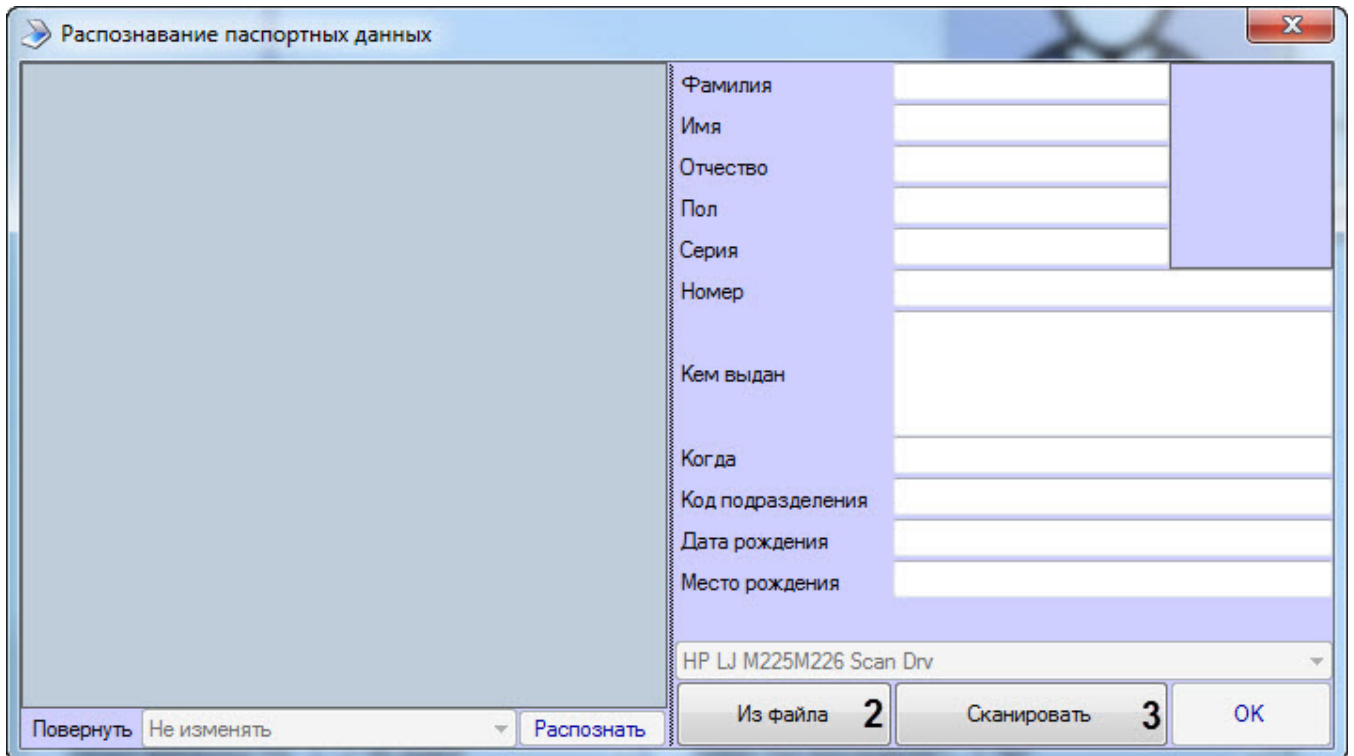 Распознавание паспортных данных
Фамилия
Имя
Отчество
Пол
Серия
Номер
Кем выдан
Когда
Код подразделения
Дата рождения
Место рождения
HP LJ M225M226 Scan Drv
Из файла 2 Сканировать 3 OK
Повернуть Не изменять Распознать